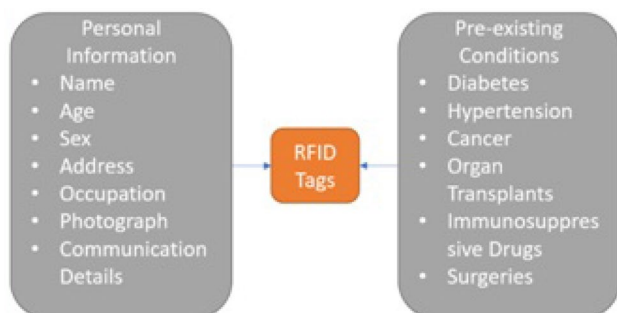 Personal
Information
• Name
• Age
• Sex
• Address
• Occupation
• Photograph
• Communication
Details
RFID
Tags
Pre-existing
Conditions
• Diabetes
• Hypertension
• Cancer
• Organ
Transplants
• Immunosuppres
sive Drugs
• Surgeries